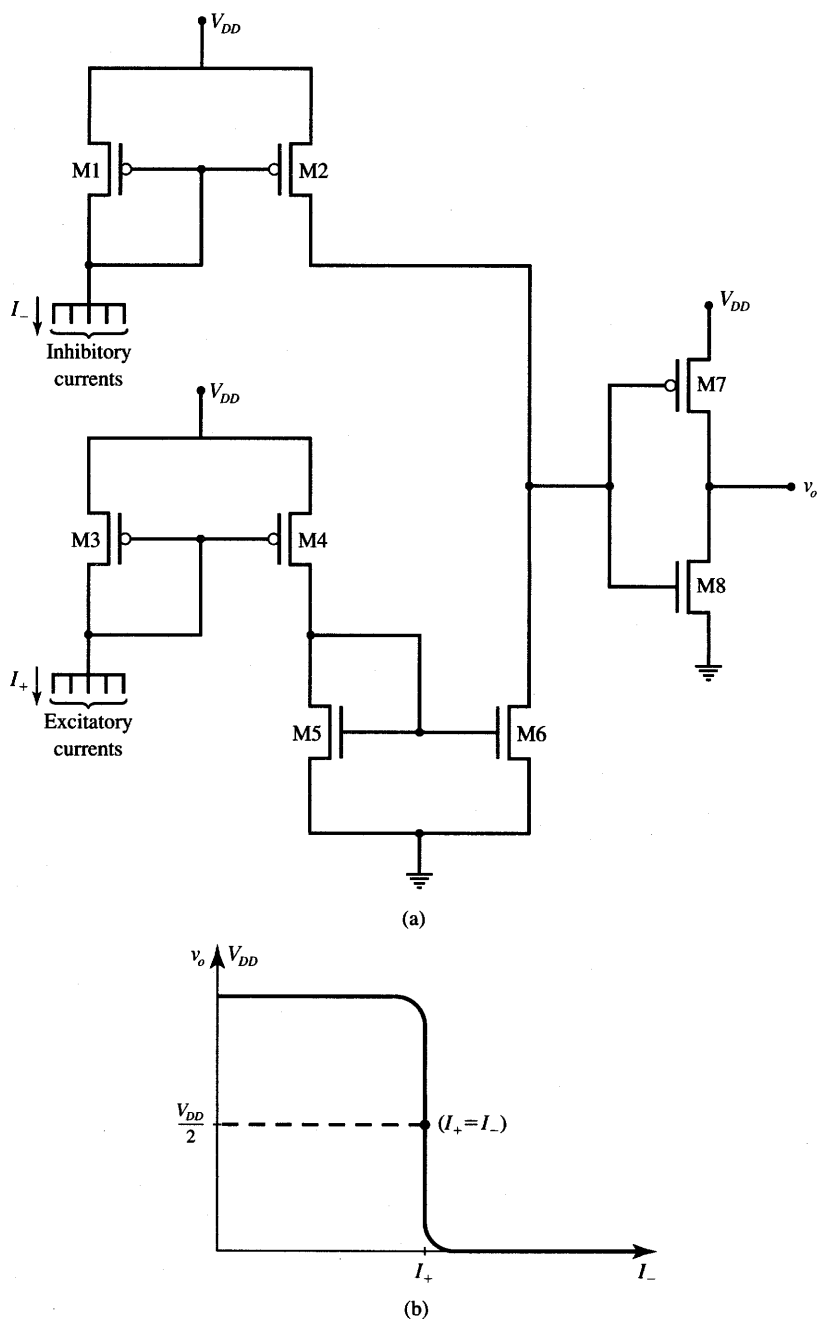 V_DD
M1
M2
I_−
Inhibitory
currents
V_DD
V_DD
M7
v_o
M3
M4
M8
I_+
Excitatory
currents
M5
M6
(a)
v_o V_DD
V_DD
2
(I_+=I_−)
I_+
I_−
(b)